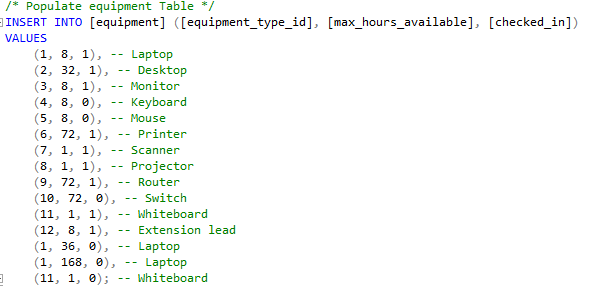 /* Populate equipment Table */
INSERT INTO [equipment] ([equipment_type_id], [max_hours_available], [checked_in])
VALUES
(1, 8, 1), -- Laptop
(2, 32, 1), -- Desktop
(3, 8, 1), -- Monitor
(4, 8, 0), -- Keyboard
(5, 8, 0), -- Mouse
(6, 72, 1), -- Printer
(7, 1, 1), -- Scanner
(8, 1, 1), -- Projector
(9, 72, 1), -- Router
(10, 72, 0), -- Switch
(11, 1, 1), -- Whiteboard
(12, 8, 1), -- Extension lead
(1, 36, 0), -- Laptop
(1, 168, 0), -- Laptop
(11, 1, 0); -- Whiteboard